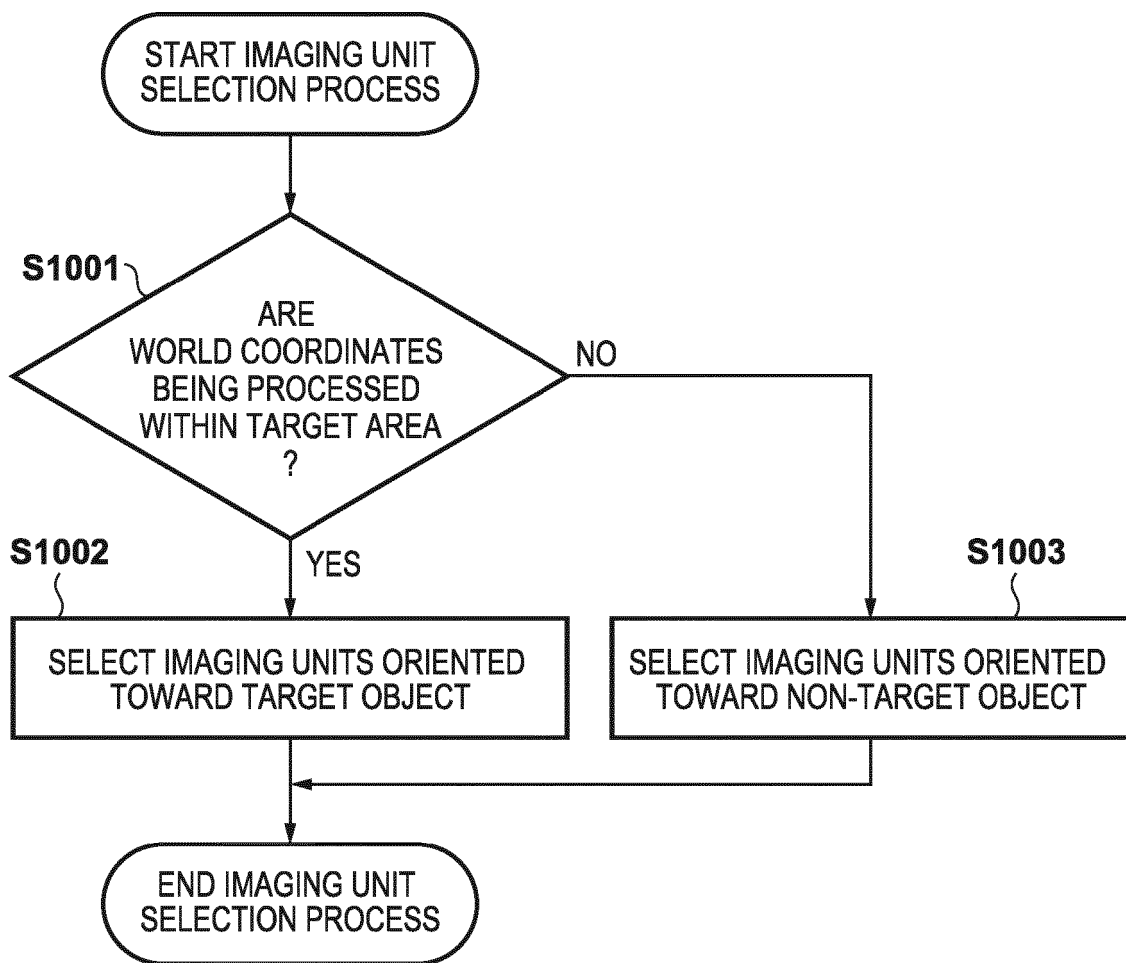 START IMAGING UNIT
SELECTION PROCESS
S1001
ARE
WORLD COORDINATES
BEING PROCESSED
WITHIN TARGET AREA
?
NO
YES
S1002
SELECT IMAGING UNITS ORIENTED
TOWARD TARGET OBJECT
S1003
SELECT IMAGING UNITS ORIENTED
TOWARD NON-TARGET OBJECT
END IMAGING UNIT
SELECTION PROCESS